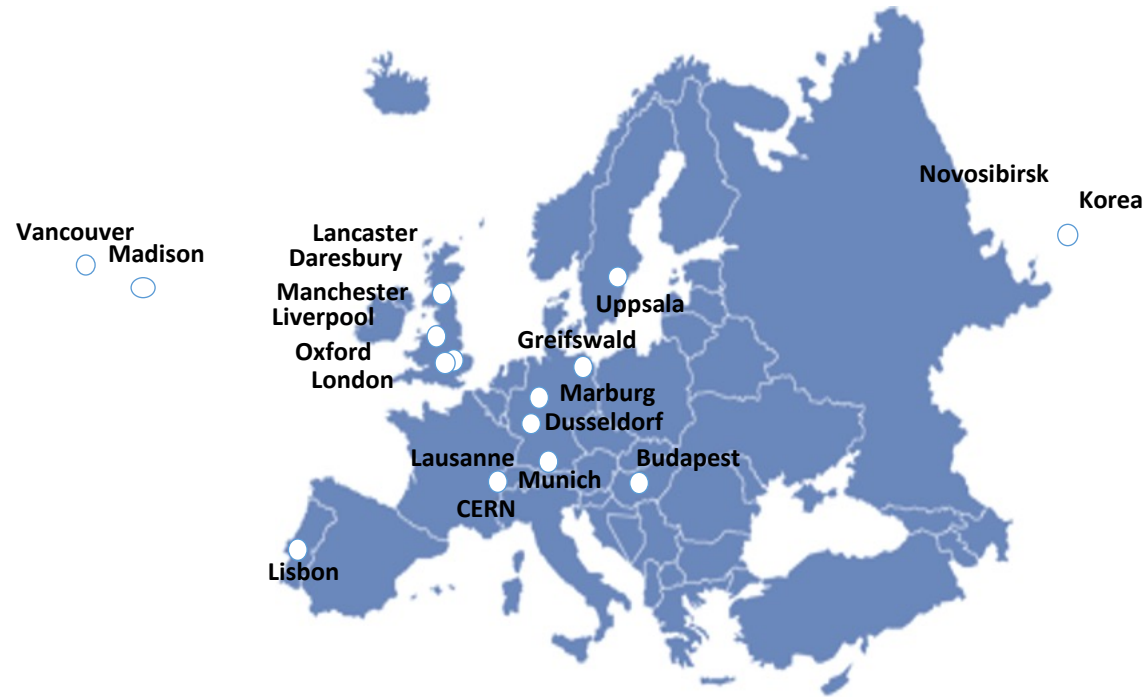 Novosibirsk
Korea
Vancouver
Madison
Lancaster
Daresbury
Manchester
Liverpool
Oxford
London
Uppsala
Greifswald
Marburg
Dusseldorf
Lausanne
Munich
Budapest
CERN
Lisbon